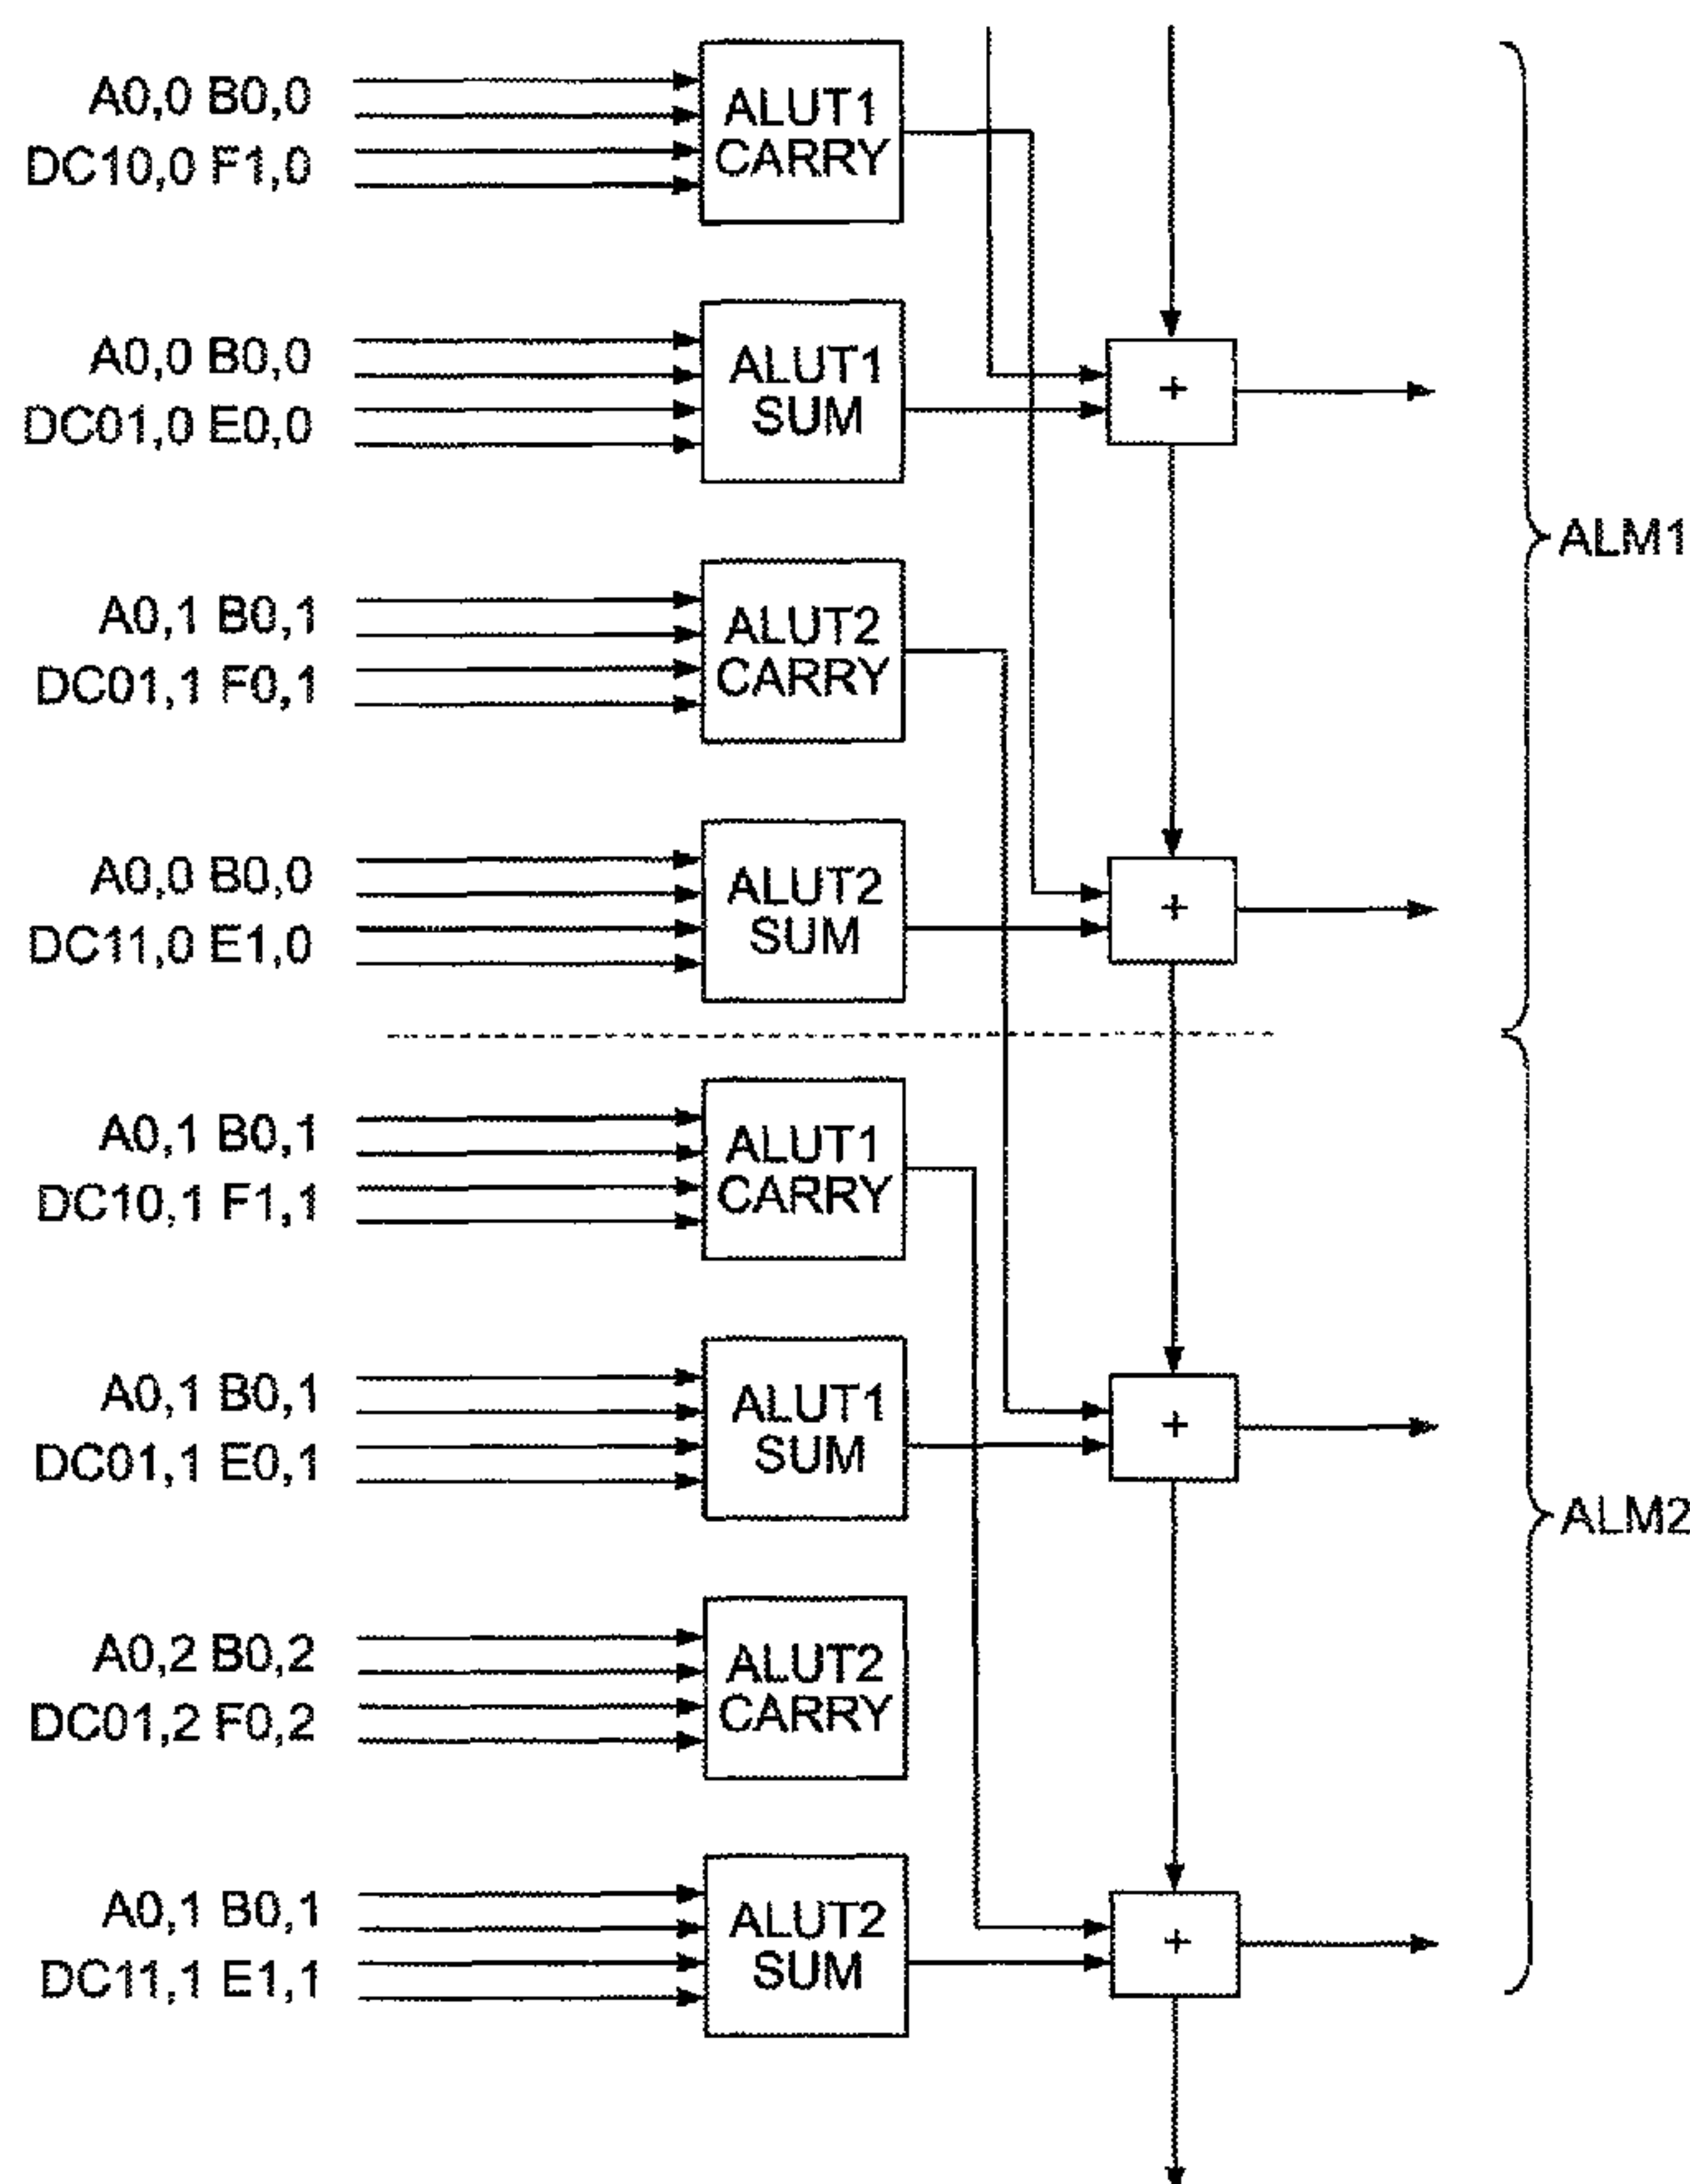 A0,0 B0,0
DC10,0 F1,0
ALUT1
CARRY
A0,0 B0,0
DC01,0 E0,0
ALUT1
SUM
+
A0,1 B0,1
DC01,1 F0,1
ALUT2
CARRY
ALM1
A0,0 B0,0
DC11,0 E1,0
ALUT2
SUM
+
A0,1 B0,1
DC10,1 F1,1
ALUT1
CARRY
A0,1 B0,1
DC01,1 E0,1
ALUT1
SUM
+
ALM2
A0,2 B0,2
DC01,2 F0,2
ALUT2
CARRY
A0,1 B0,1
DC11,1 E1,1
ALUT2
SUM
+